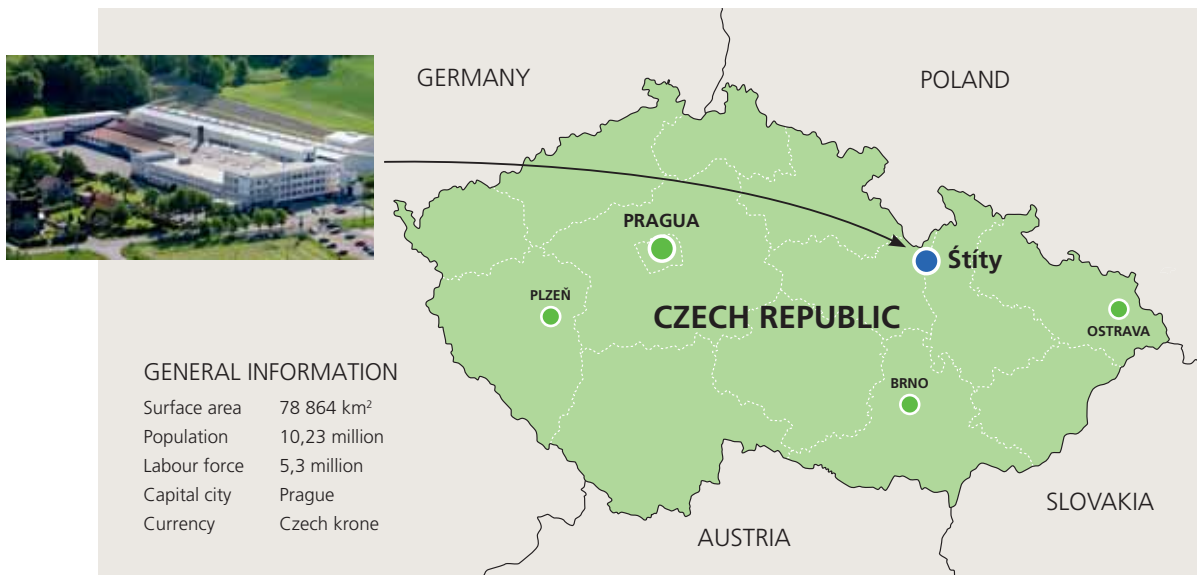 GERMANY
POLAND
PRAGUA
Śtíty
PLZEŇ
CZECH REPUBLIC
OSTRAVA
BRNO
GENERAL INFORMATION
Surface area 78 864 km²
Population 10,23 million
Labour force 5,3 million
Capital city Prague
Currency Czech krone
SLOVAKIA
AUSTRIA